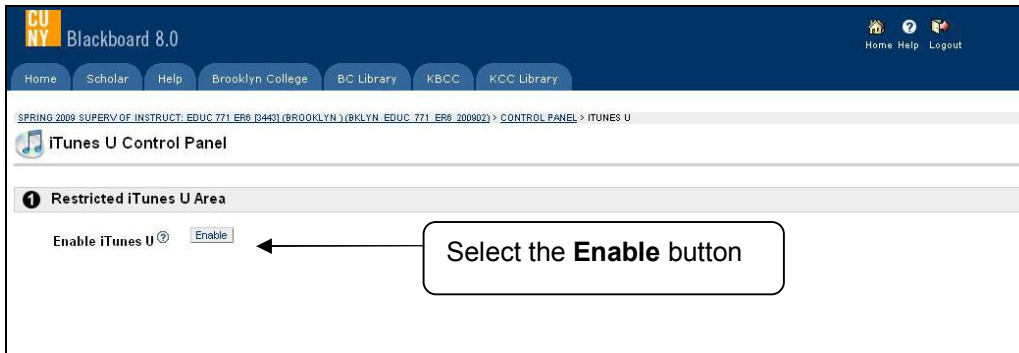 CU
NY Blackboard 8.0
Home Help Logout
Home Scholar Help Brooklyn College BC Library KBCC KCC Library
SPRING 2009 SUPERV OF INSTRUCT: EDUC 771 ER6 [3443] (BROOKLYN ) (BKLYN_EDUC_771_ER6_200902) > CONTROL PANEL > ITUNES U
iTunes U Control Panel
1 Restricted iTunes U Area
Enable iTunes U ? Enable
Select the Enable button